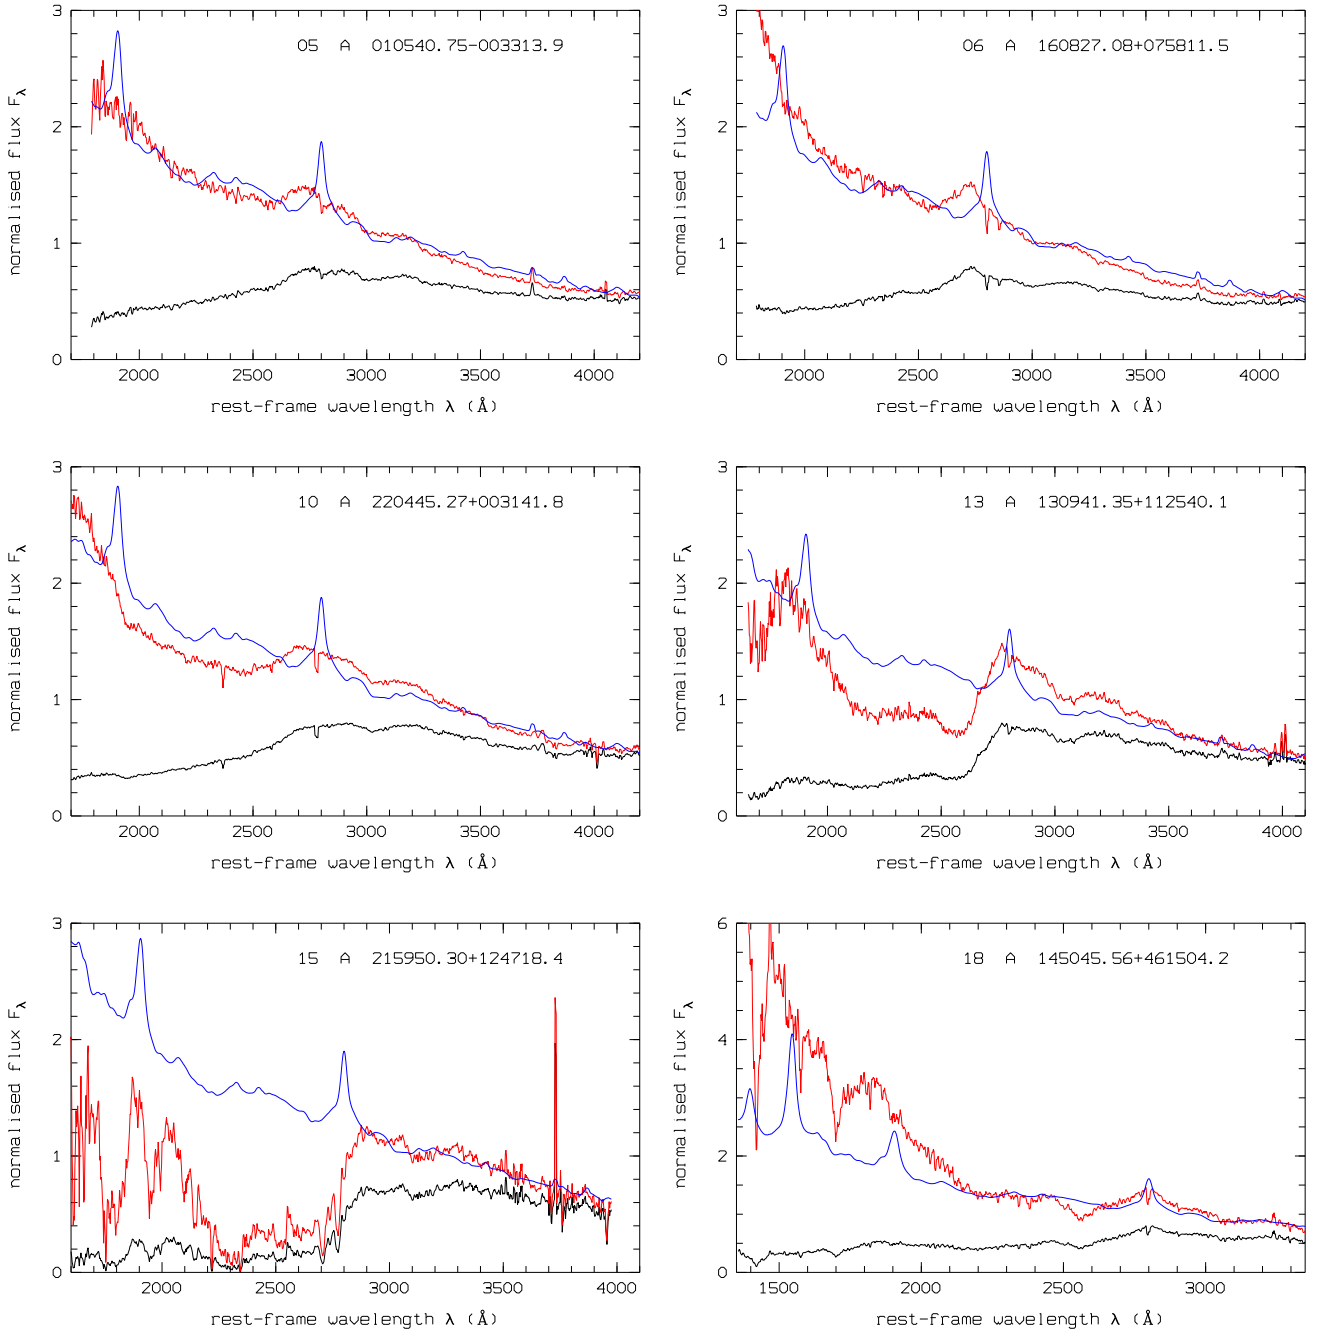 3
2
1
0
normalised flux Fλ
05 A 010540.75-003313.9
2000 2500 3000 3500 4000
rest-frame wavelength λ (Å)
3
2
1
0
normalised flux Fλ
06 A 160827.08+075811.5
2000 2500 3000 3500 4000
rest-frame wavelength λ (Å)
3
2
1
0
normalised flux Fλ
10 A 220445.27+003141.8
2000 2500 3000 3500 4000
rest-frame wavelength λ (Å)
3
2
1
0
normalised flux Fλ
13 A 130941.35+112540.1
2000 2500 3000 3500 4000
rest-frame wavelength λ (Å)
3
2
1
0
normalised flux Fλ
15 A 215950.30+124718.4
2000 2500 3000 3500 4000
rest-frame wavelength λ (Å)
6
4
2
0
normalised flux Fλ
18 A 145045.56+461504.2
1500 2000 2500 3000
rest-frame wavelength λ (Å)